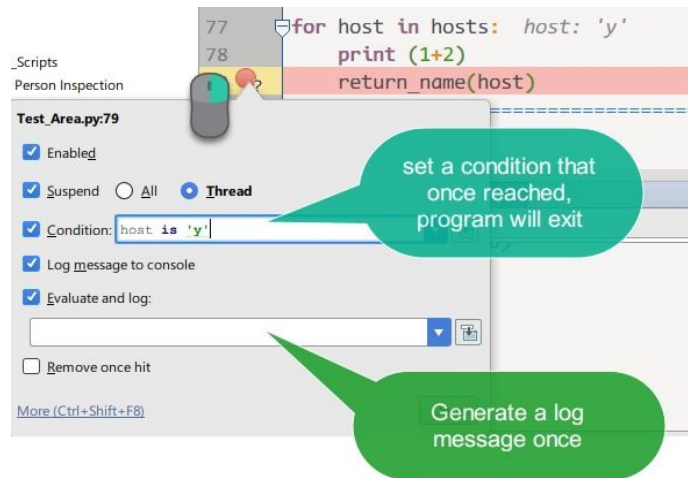 77 for host in hosts: host: 'y'
78 print (1+2)
_Scripts
Person Inspection
? return_name(host)
Test_Area.py:79
Enabled
Suspend All Thread
Condition: host is 'y'
Log message to console
Evaluate and log:
Remove once hit
More (Ctrl+Shift+F8)
set a condition that
once reached,
program will exit
Generate a log
message once